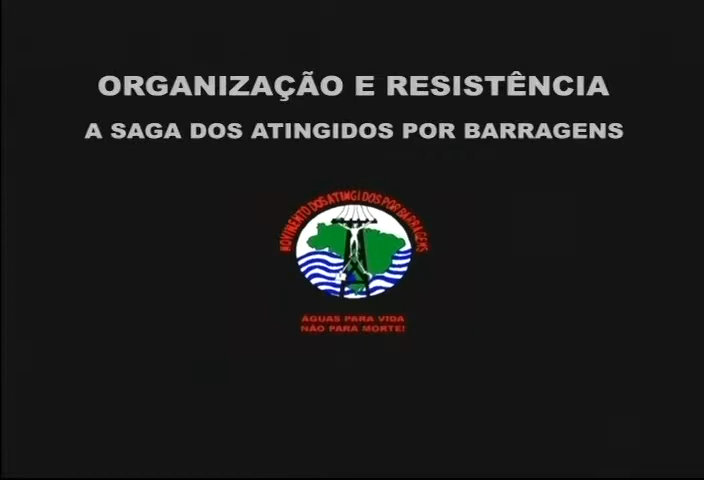 ORGANIZAÇÃO E RESISTÊNCIA
A SAGA DOS ATINGIDOS POR BARRAGENS
MOVIMENTO DOS ATINGIDOS POR BARRAGENS
ÁGUAS PARA VIDA
NÃO PARA MORTE!